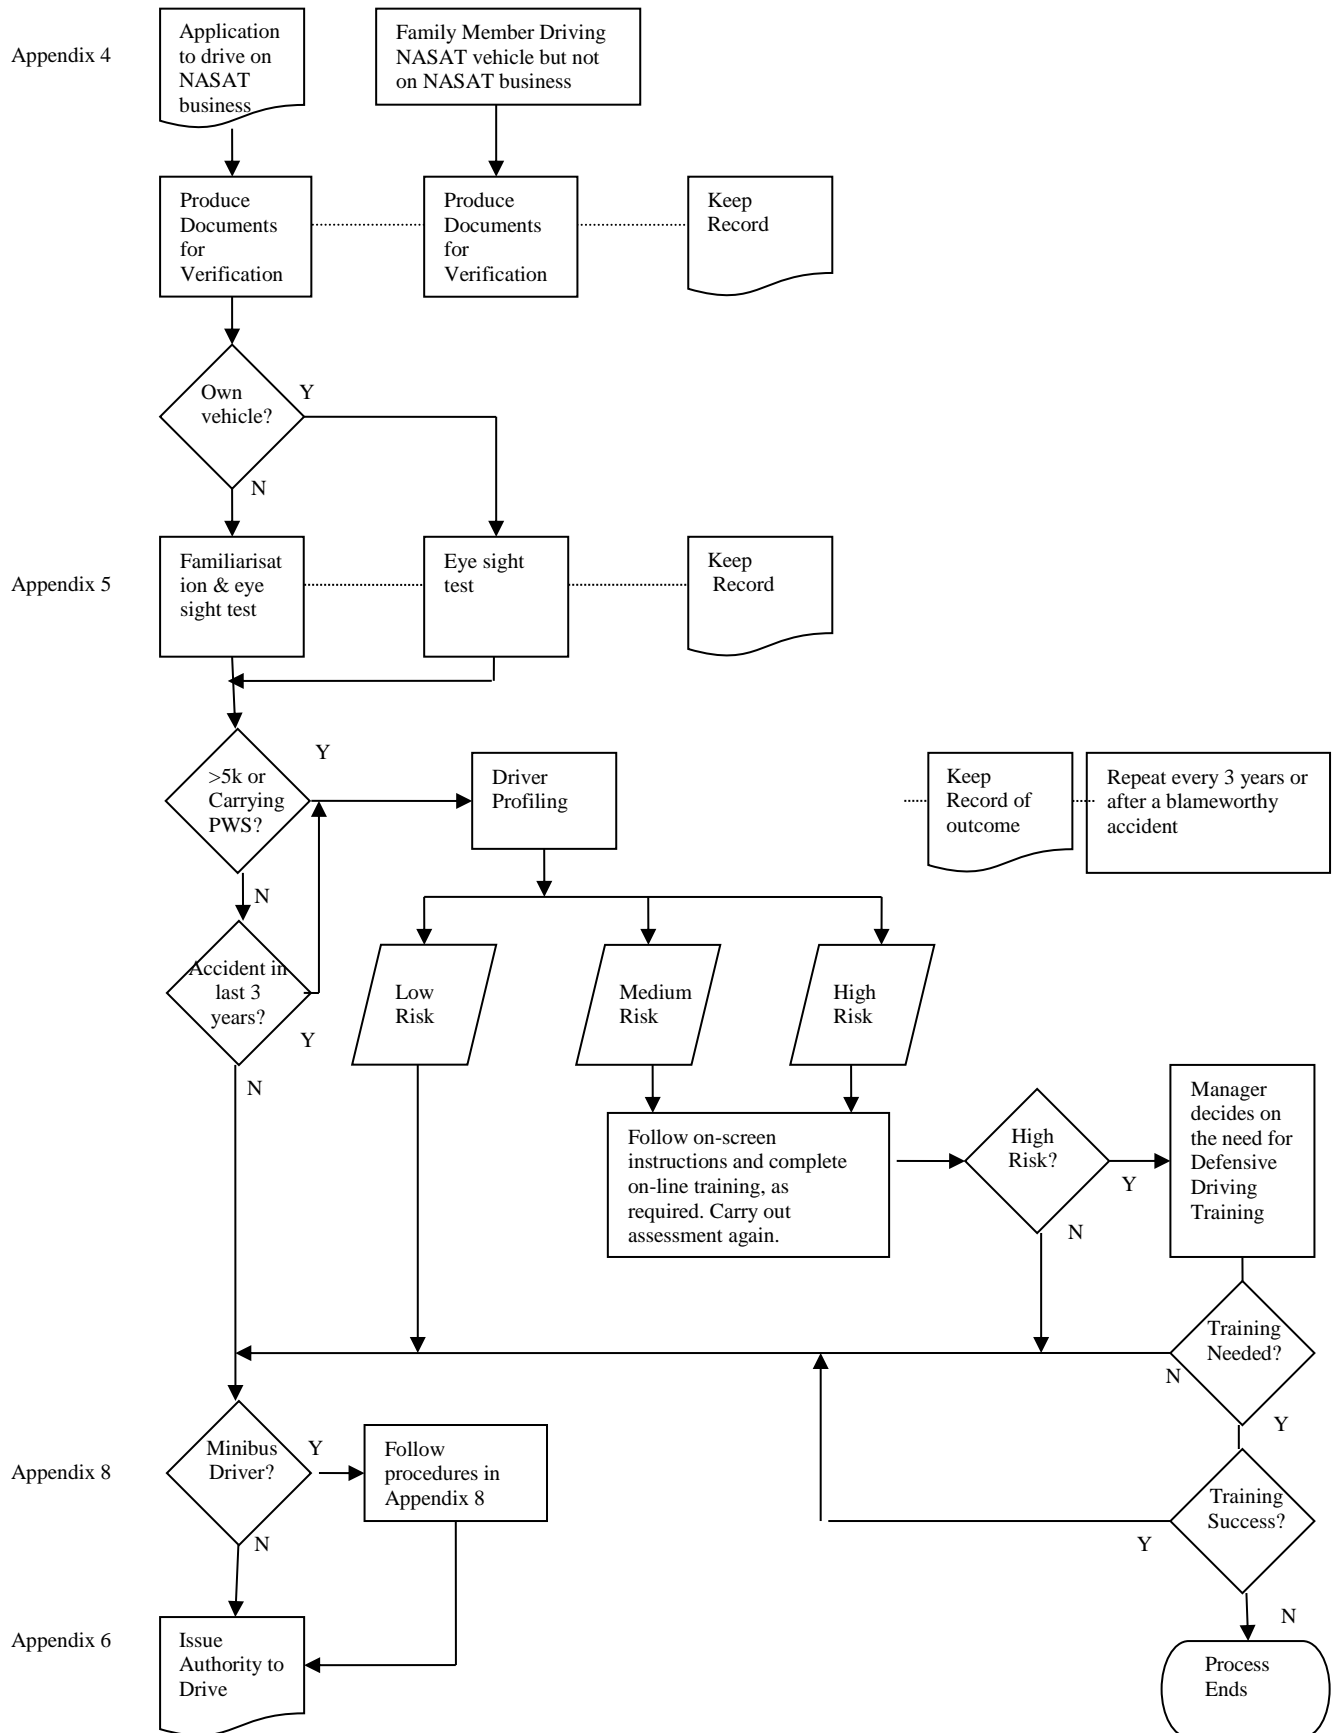 Appendix 4
Application
to drive on
NASAT
business
Family Member Driving
NASAT vehicle but not
on NASAT business
Produce
Documents
for
Verification
Produce
Documents
for
Verification
Keep
Record
Own
vehicle?
Y
N
Appendix 5
Familiarisat
ion & eye
sight test
Eye sight
test
Keep
Record
>5k or
Carrying
PWS?
Y
N
Driver
Profiling
Keep
Record of
outcome
Repeat every 3 years or
after a blameworthy
accident
Accident in
last 3
years?
Y
N
Low
Risk
Medium
Risk
High
Risk
Follow on-screen
instructions and complete
on-line training, as
required. Carry out
assessment again.
High
Risk?
Y
N
Manager
decides on
the need for
Defensive
Driving
Training
Training
Needed?
N
Y
Appendix 8
Minibus
Driver?
Y
N
Follow
procedures in
Appendix 8
Training
Success?
Y
N
Appendix 6
Issue
Authority to
Drive
Process
Ends